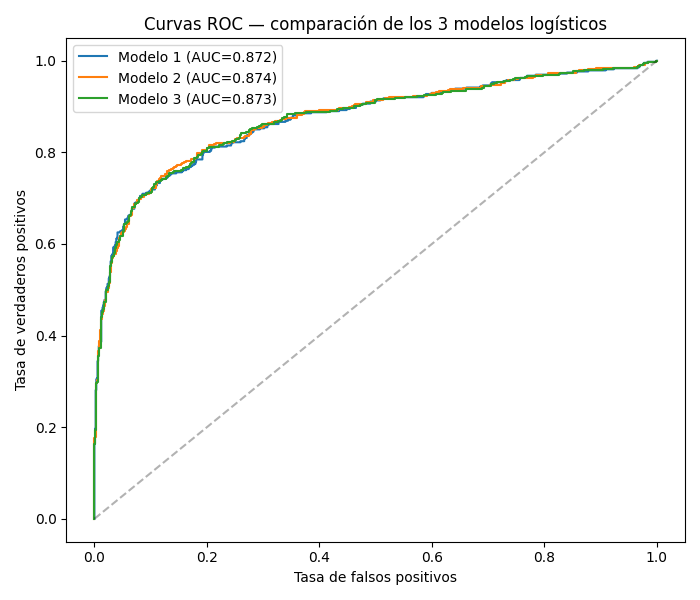 Curvas ROC — comparación de los 3 modelos logísticos
Modelo 1 (AUC=0.872)
Modelo 2 (AUC=0.874)
Modelo 3 (AUC=0.873)
Tasa de verdaderos positivos
1.0
0.8
0.6
0.4
0.2
0.0
0.0 0.2 0.4 0.6 0.8 1.0
Tasa de falsos positivos